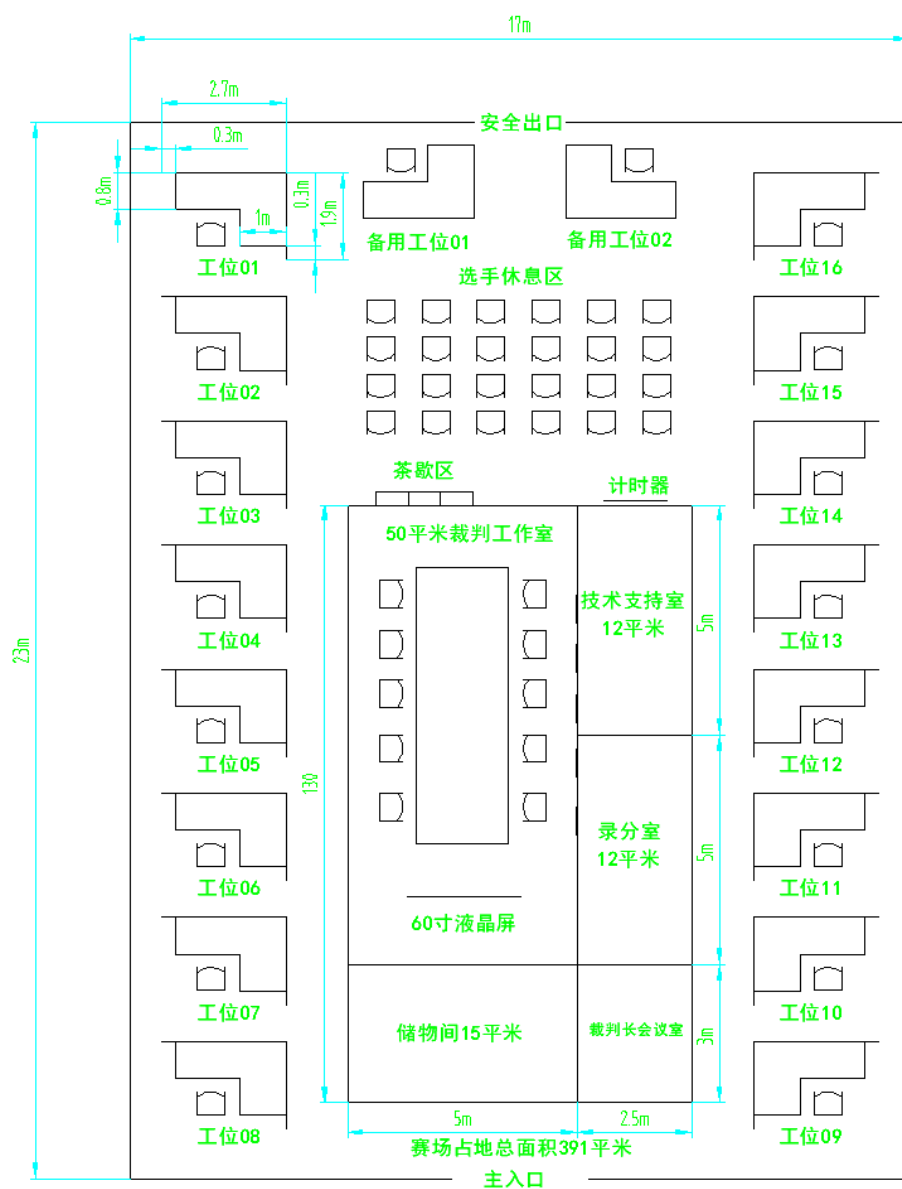 17m
2.7m
安全出口
0.3m
0.8m
0.3m
1.9m
1m
备用工位01
备用工位02
工位01
工位16
选手休息区
工位02
工位15
茶歇区
计时器
工位03
工位14
50平米裁判工作室
技术支持室
12平米
5m
工位04
工位13
23m
工位05
工位12
130
录分室
12平米
5m
工位06
工位11
60寸液晶屏
工位07
工位10
储物间15平米
裁判长会议室
3m
5m
2.5m
工位08
工位09
赛场占地总面积391平米
主入口